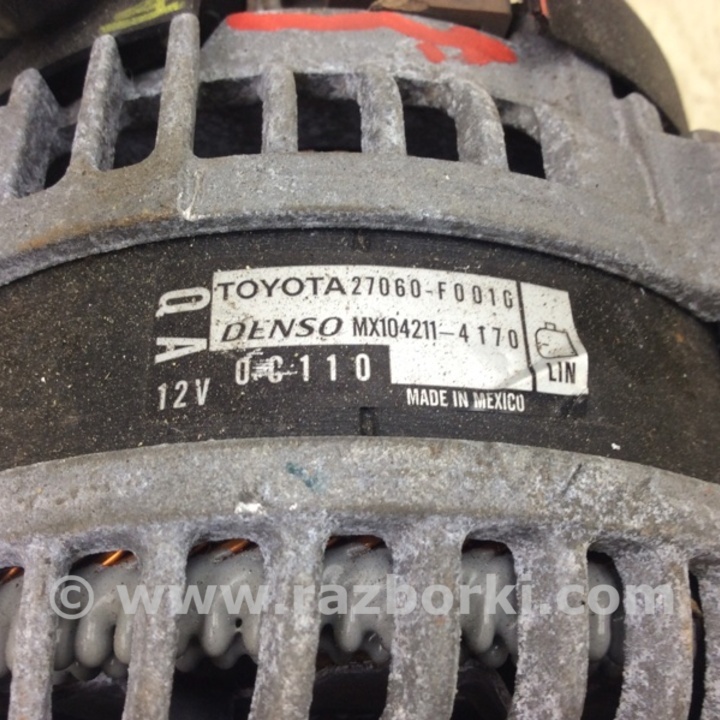 QA
TOYOTA 27060-F001G
DENSO MX104211-4170
12V 0C110 LIN
MADE IN MEXICO
© www.razborki.com